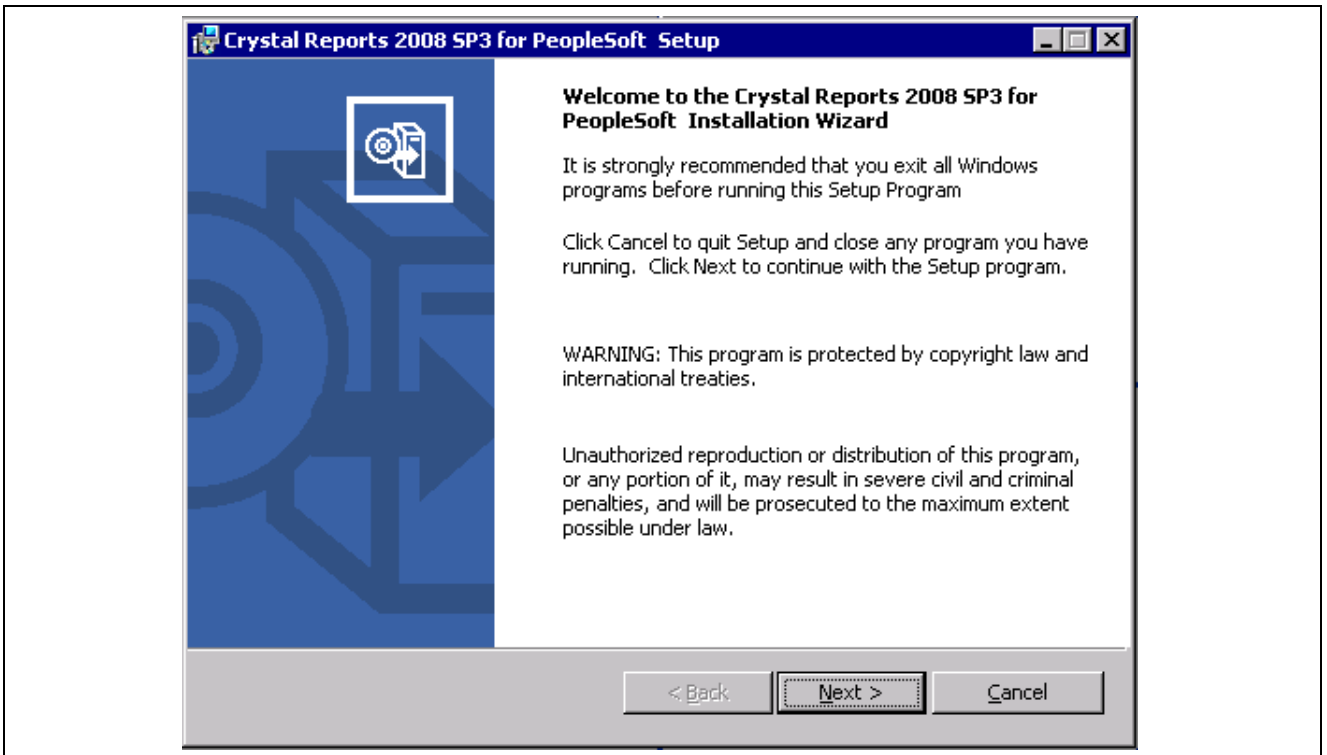 Crystal Reports 2008 SP3 for PeopleSoft  Setup
Welcome to the Crystal Reports 2008 SP3 for
PeopleSoft  Installation Wizard
It is strongly recommended that you exit all Windows
programs before running this Setup Program
Click Cancel to quit Setup and close any program you have
running.  Click Next to continue with the Setup program.
WARNING: This program is protected by copyright law and
international treaties.
Unauthorized reproduction or distribution of this program,
or any portion of it, may result in severe civil and criminal
penalties, and will be prosecuted to the maximum extent
possible under law.
< Back Next > Cancel